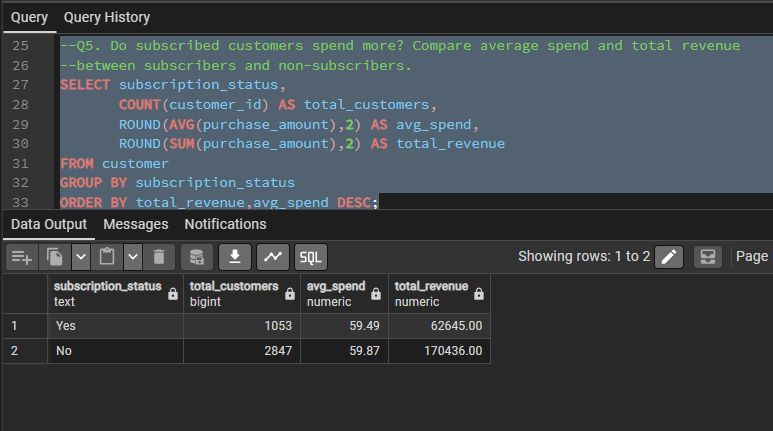 Query Query History
25 --Q5. Do subscribed customers spend more? Compare average spend and total revenue
26 --between subscribers and non-subscribers.
27 SELECT subscription_status,
28 COUNT(customer_id) AS total_customers,
29 ROUND(AVG(purchase_amount),2) AS avg_spend,
30 ROUND(SUM(purchase_amount),2) AS total_revenue
31 FROM customer
32 GROUP BY subscription_status
33 ORDER BY total_revenue,avg_spend DESC;
Data Output Messages Notifications
SQL Showing rows: 1 to 2 Page
subscription_status total_customers avg_spend total_revenue
text bigint numeric numeric
1 Yes 1053 59.49 62645.00
2 No 2847 59.87 170436.00